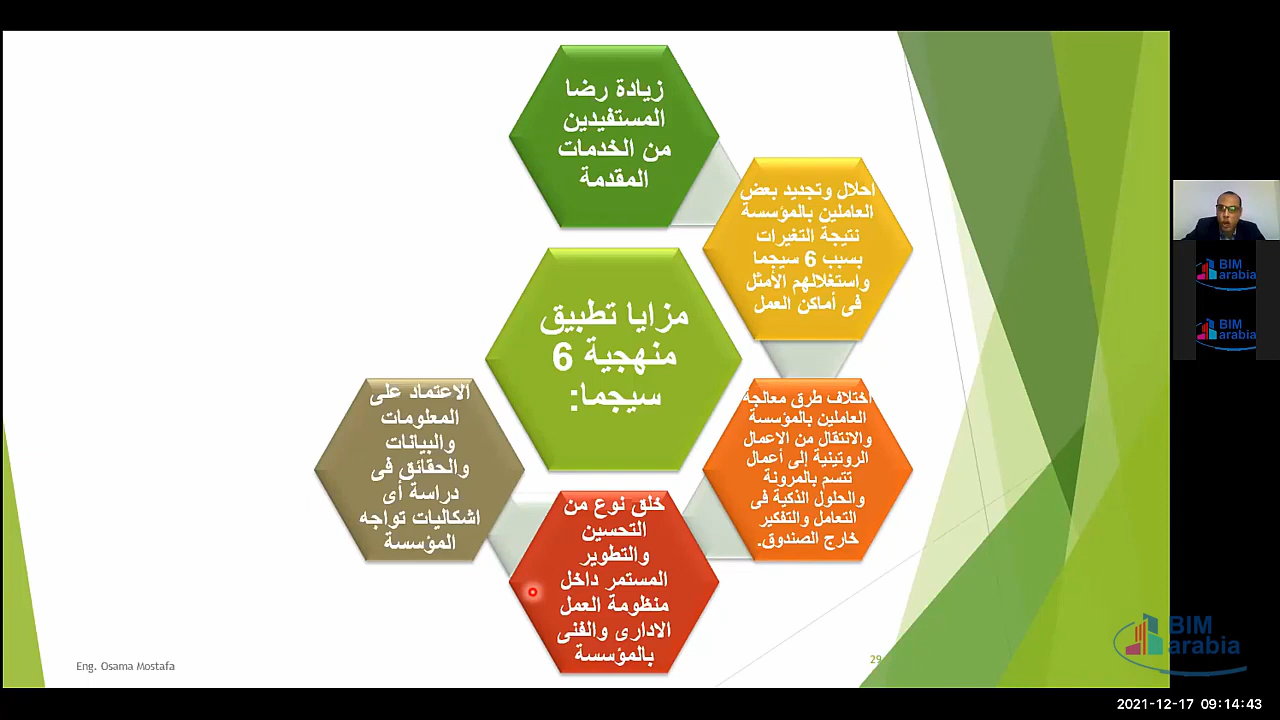 زيادة رضا
المستفيدين
من الخدمات
المقدمة
احلال وتجديد بعض
العاملين بالمؤسسة
نتيجة التغيرات
بسبب 6 سيجما
واستغلالهم الأمثل
فى أماكن العمل
مزايا تطبيق
منهجية 6
سيجما:
اختلاف طرق معالجة
العاملين بالمؤسسة
والانتقال من الاعمال
الروتينية إلى أعمال
تتسم بالمرونة
والحلول الذكية فى
التعامل والتفكير
خارج الصندوق.
خلق نوع من
التحسين
والتطوير
المستمر داخل
منظومة العمل
الادارى والفنى
بالمؤسسة
الاعتماد على
المعلومات
والبيانات
والحقائق فى
دراسة أى
اشكاليات تواجه
المؤسسة
Eng. Osama Mostafa
29
BIM
arabia
BIM
arabia
BIM
arabia
2021-12-17 09:14:43